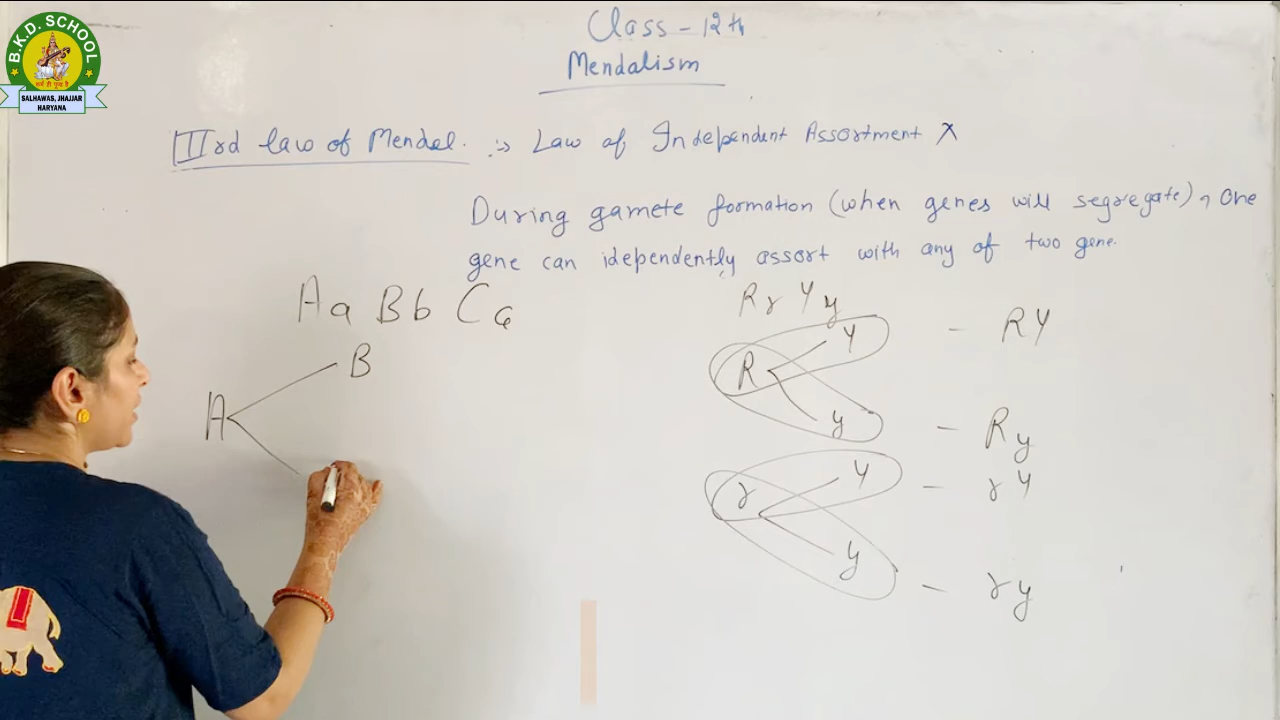 B.K.D. SCHOOL
SALHAWAS, JHAJJAR
HARYANA
Class - 12th
Mendalism
IIIrd law of Mendel. :→ Law of Independent Assortment X
During gamete formation (when genes will segregate), one
gene can idependently assort with any of two gene.
Aa Bb Cc
Rr Yy
B
A
R
Y
y
- RY
- Ry
r
Y
y
- rY
- ry